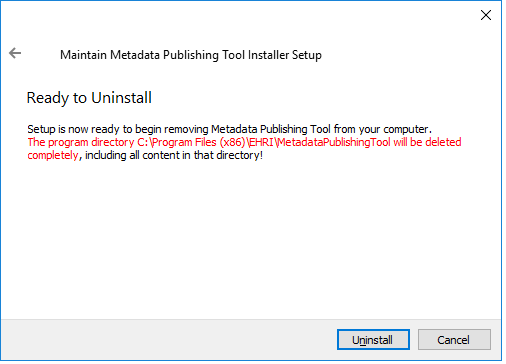 Maintain Metadata Publishing Tool Installer Setup
Ready to Uninstall
Setup is now ready to begin removing Metadata Publishing Tool from your computer.
The program directory C:\Program Files (x86)\EHRI\MetadataPublishingTool will be deleted
completely, including all content in that directory!
Uninstall
Cancel